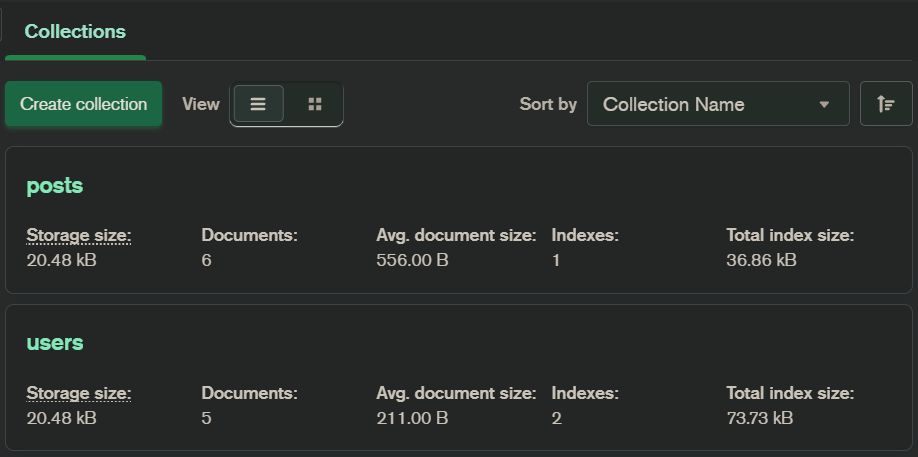 Collections
Create collection View Sort by Collection Name
posts
Storage size: Documents: Avg. document size: Indexes: Total index size:
20.48 kB 6 556.00 B 1 36.86 kB
users
Storage size: Documents: Avg. document size: Indexes: Total index size:
20.48 kB 5 211.00 B 2 73.73 kB